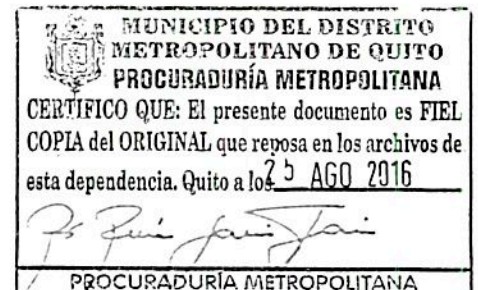 MUNICIPIO DEL DISTRITO
METROPOLITANO DE QUITO
PROCURADURÍA METROPOLITANA
CERTIFICO QUE: El presente documento es FIEL
COPIA del ORIGINAL que reposa en los archivos de
esta dependencia. Quito a los 25 AGO 2016
PROCURADURÍA METROPOLITANA